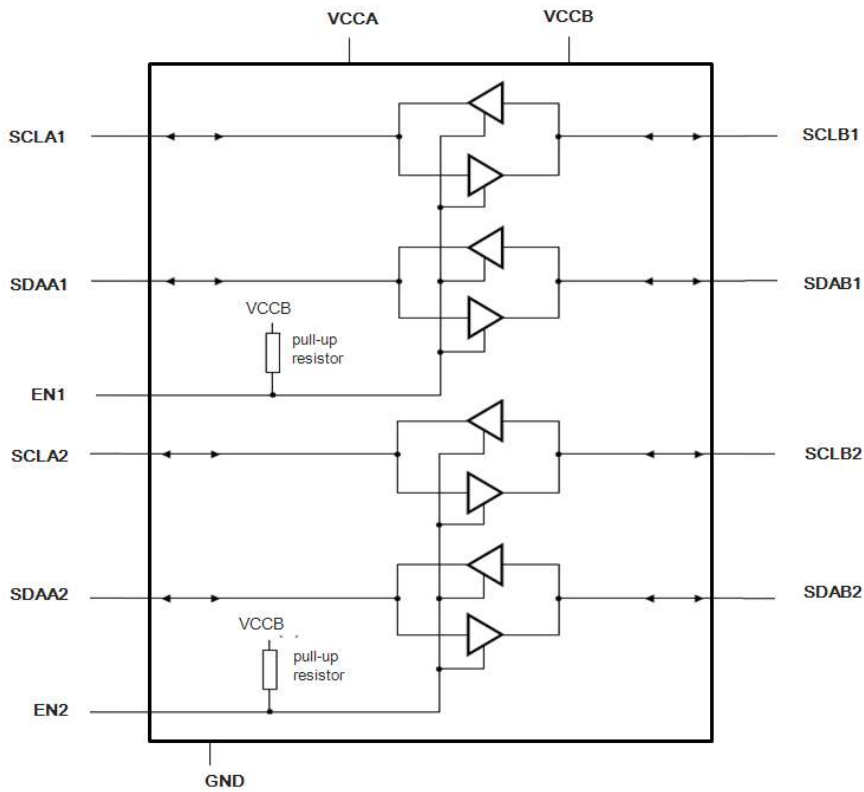 VCCA
VCCB
SCLA1
SCLB1
SDAA1
SDAB1
VCCB
pull-up
resistor
EN1
SCLA2
SCLB2
SDAA2
SDAB2
VCCB
pull-up
resistor
EN2
GND